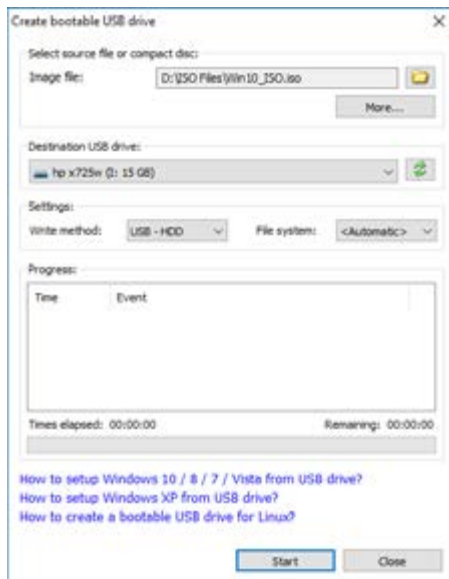 Create bootable USB drive
Select source file or compact disc:
Image file: D:\ISO Files\Win10_ISO.iso
More...
Destination USB drive:
hp x725w (I: 15 GB)
Settings:
Write method: USB - HDD File system: <Automatic>
Progress:
Time Event
Times elapsed: 00:00:00 Remaining: 00:00:00
How to setup Windows 10 / 8 / 7 / Vista from USB drive?
How to setup Windows XP from USB drive?
How to create a bootable USB drive for Linux?
Start Close